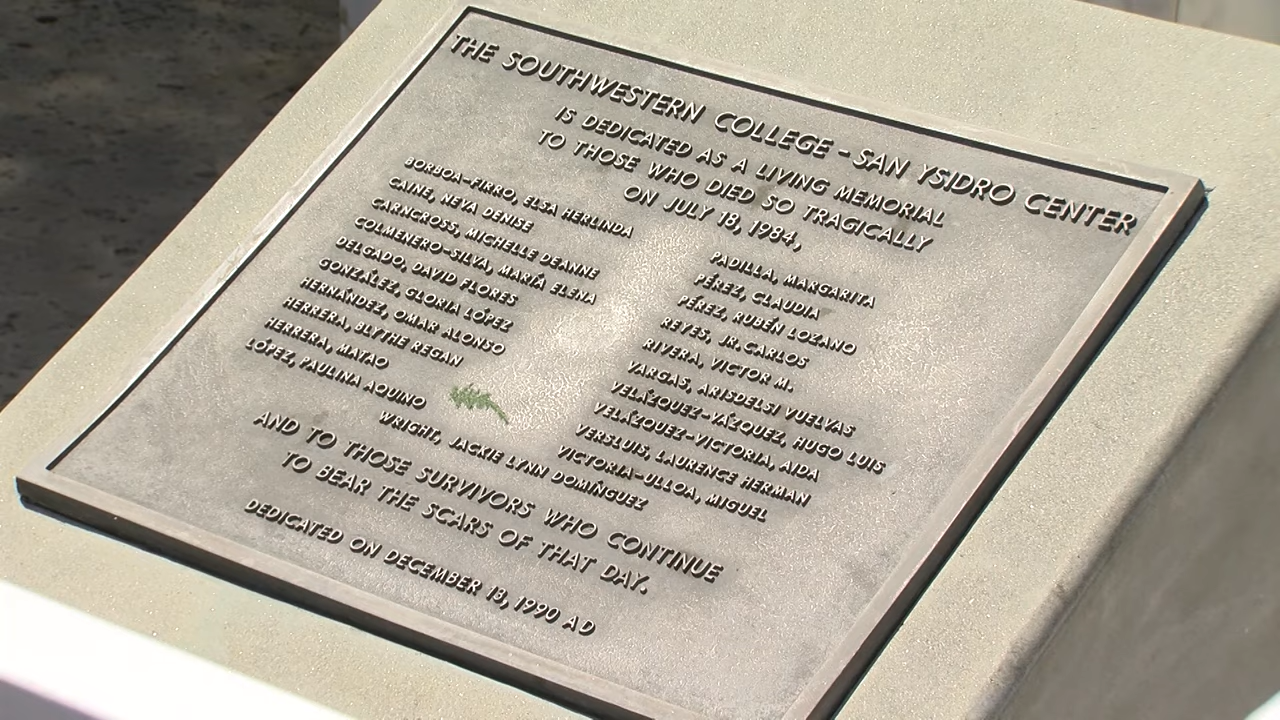 THE SOUTHWESTERN COLLEGE - SAN YSIDRO CENTER
IS DEDICATED AS A LIVING MEMORIAL
TO THOSE WHO DIED SO TRAGICALLY
ON JULY 18, 1984,
BORBOA-FIRRO, ELSA HERLINDA
CAINE, NEVA DENISE
CARNCROSS, MICHELLE DEANNE
COLMENERO-SILVA, MARÍA ELENA
DELGADO, DAVID FLORES
GONZÁLEZ, GLORIA LÓPEZ
HERNÁNDEZ, OMAR ALONSO
HERRERA, BLYTHE REGAN
HERRERA, MATAO
LÓPEZ, PAULINA AQUINO
PADILLA, MARGARITA
PÉREZ, CLAUDIA
PÉREZ, RUBÉN LOZANO
REYES, JR. CARLOS
RIVERA, VICTOR M.
VARGAS, ARISDELSI VUELVAS
VELÁZQUEZ-VÁZQUEZ, HUGO LUIS
VELÁZQUEZ-VICTORIA, AIDA
VERSLUIS, LAURENCE HERMAN
VICTORIA-ULLOA, MIGUEL
WRIGHT, JACKIE LYNN DOMÍNGUEZ
AND TO THOSE SURVIVORS WHO CONTINUE
TO BEAR THE SCARS OF THAT DAY.
DEDICATED ON DECEMBER 18, 1990 AD